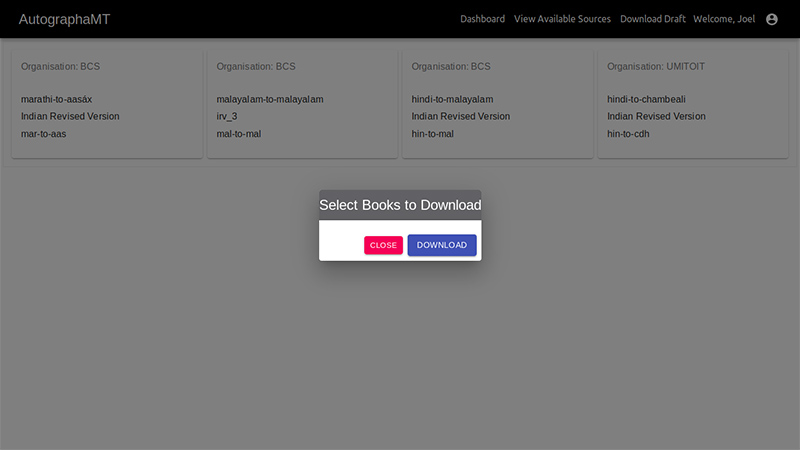 AutographaMT
Dashboard View Available Sources Download Draft Welcome, Joel
Organisation: BCS
marathi-to-aasáx
Indian Revised Version
mar-to-aas
Organisation: BCS
malayalam-to-malayalam
irv_3
mal-to-mal
Organisation: BCS
hindi-to-malayalam
Indian Revised Version
hin-to-mal
Organisation: UMITOIT
hindi-to-chambeali
Indian Revised Version
hin-to-cdh
Select Books to Download
CLOSE DOWNLOAD